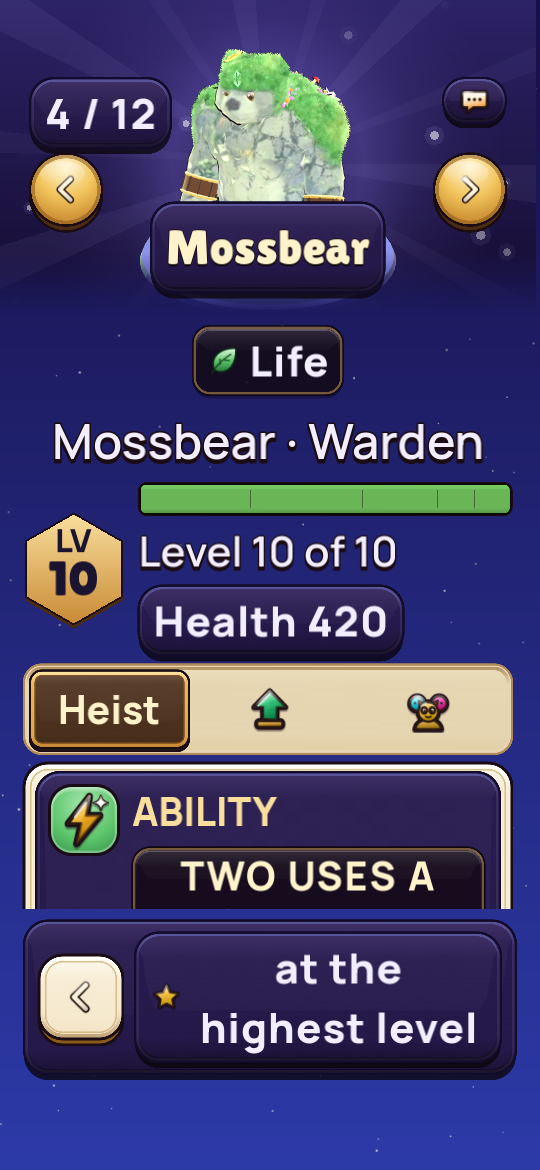 4 / 12
Mossbear
Life
Mossbear · Warden
LV
10
Level 10 of 10
Health 420
Heist
ABILITY
TWO USES A
at the
highest level